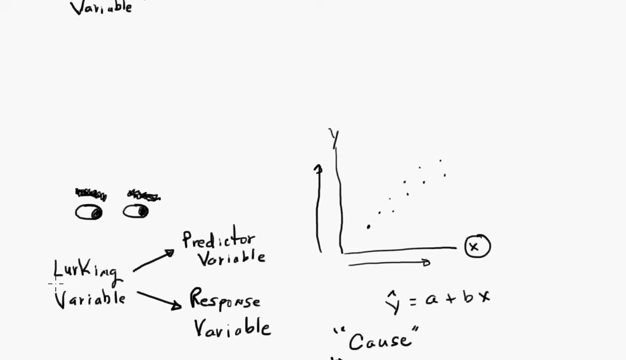 Variable
y
Predictor
Variable
x
Lurking
Variable
Response
Variable
ŷ = a + bx
"Cause"